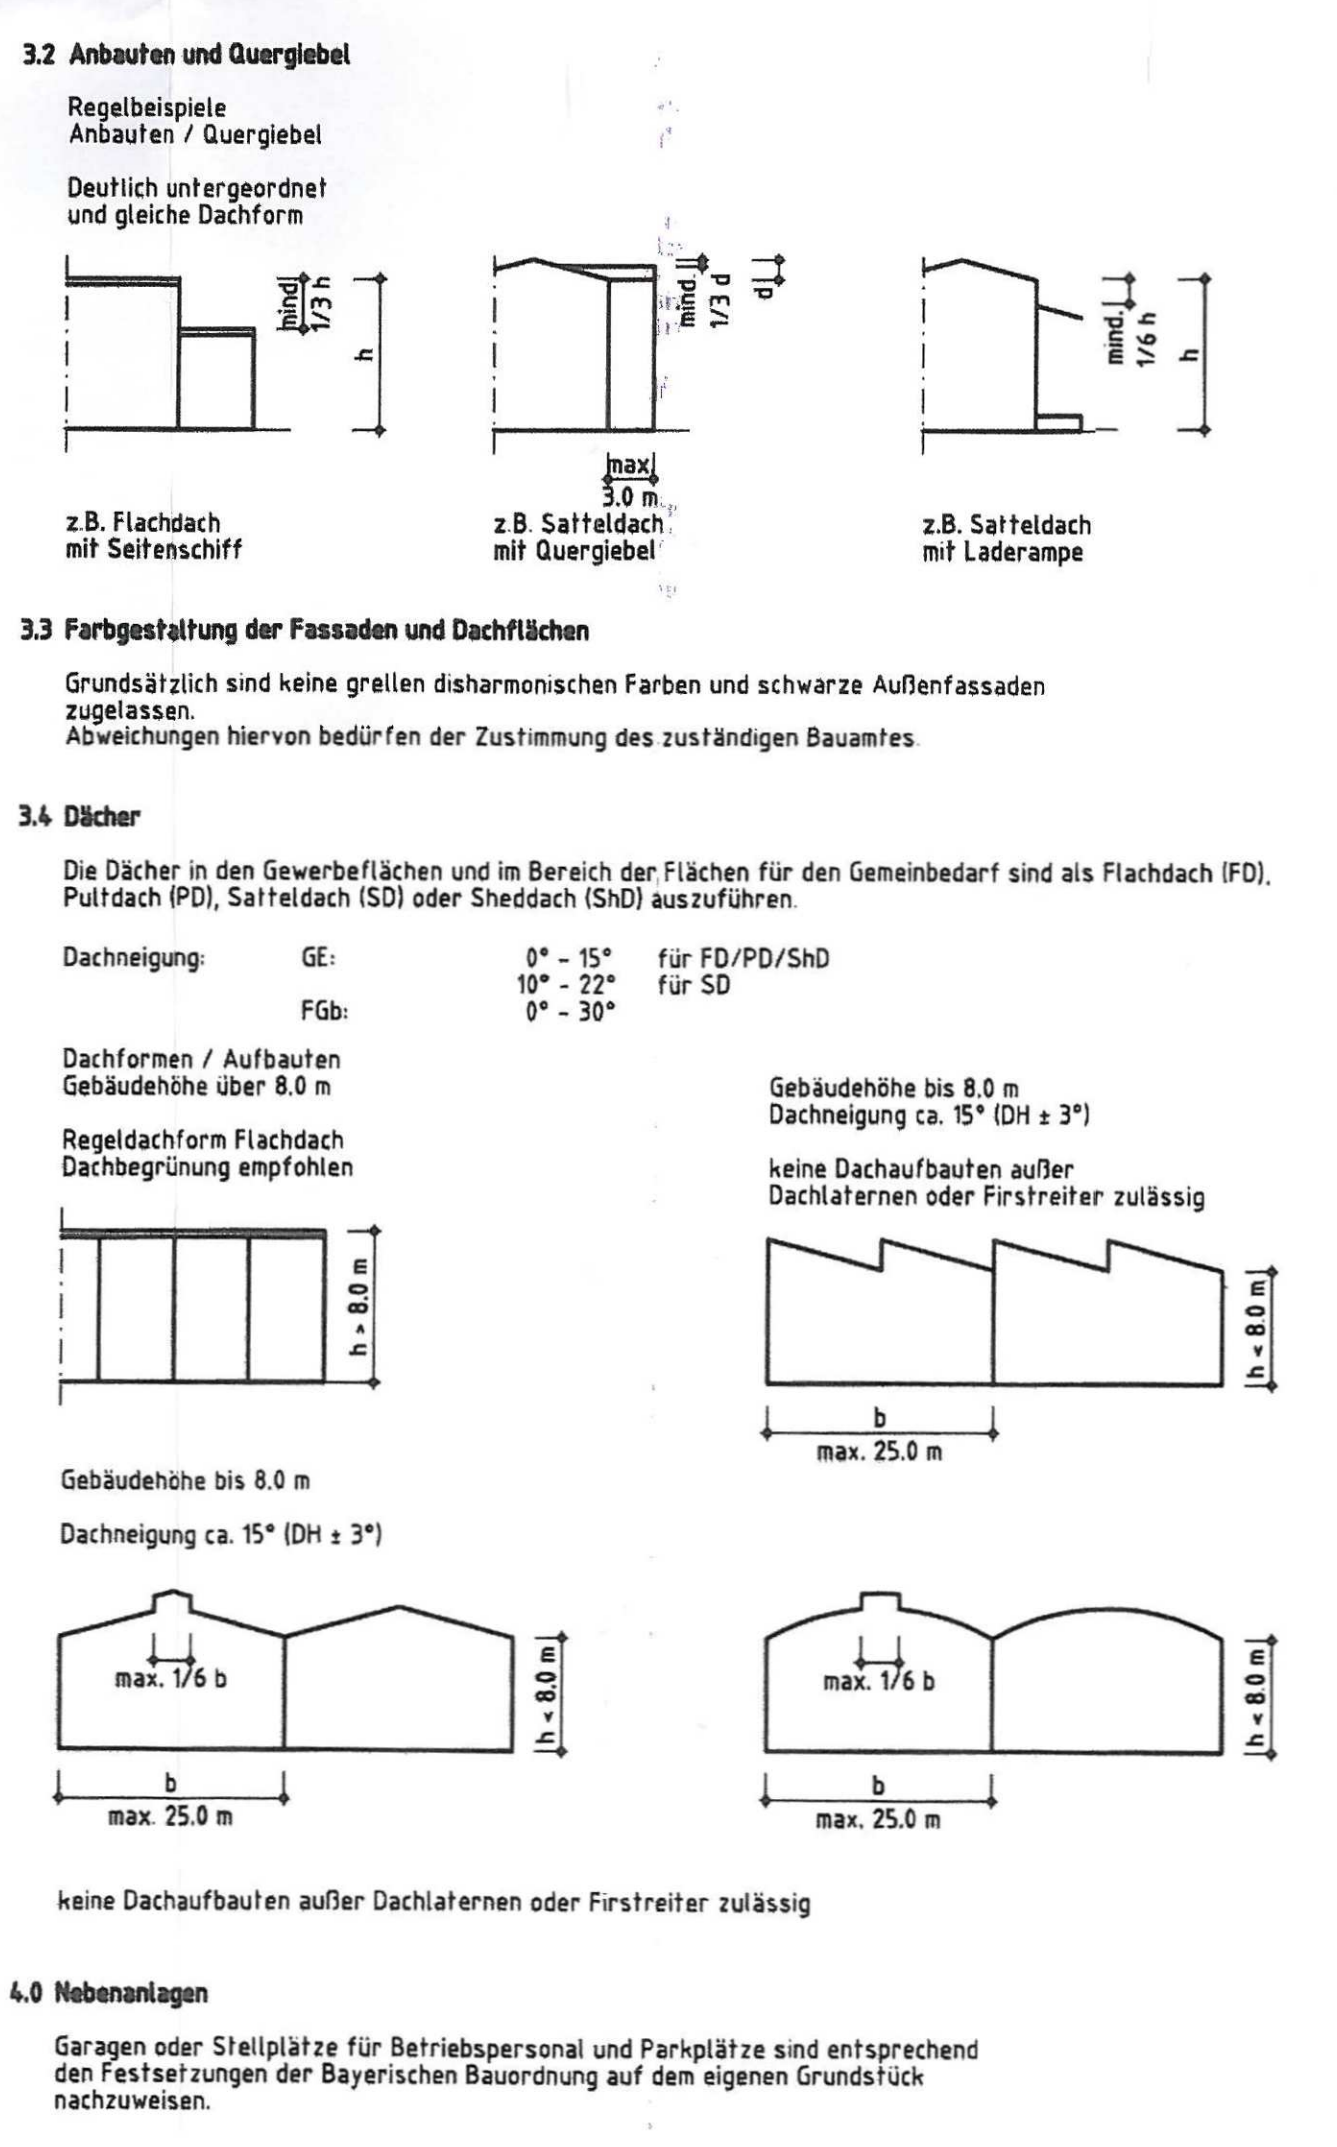 3.2 Anbauten und Quergiebel
Regelbeispiele
Anbauten / Quergiebel
Deutlich untergeordnet
und gleiche Dachform
mind.
1/3 h
h
mind.
1/3 d
d
max.
3.0 m
mind.
1/6 h
h
z.B. Flachdach
mit Seitenschiff
z.B. Satteldach
mit Quergiebel
z.B. Satteldach
mit Laderampe
3.3 Farbgestaltung der Fassaden und Dachflächen
Grundsätzlich sind keine grellen disharmonischen Farben und schwarze Außenfassaden
zugelassen.
Abweichungen hiervon bedürfen der Zustimmung des zuständigen Bauamtes.
3.4 Dächer
Die Dächer in den Gewerbeflächen und im Bereich der Flächen für den Gemeinbedarf sind als Flachdach (FD),
Pultdach (PD), Satteldach (SD) oder Sheddach (ShD) auszuführen.
Dachneigung: GE: 0° - 15° für FD/PD/ShD
10° - 22° für SD
FGb: 0° - 30°
Dachformen / Aufbauten
Gebäudehöhe über 8.0 m
Regeldachform Flachdach
Dachbegrünung empfohlen
h > 8.0 m
Gebäudehöhe bis 8.0 m
Dachneigung ca. 15° (DH ± 3°)
keine Dachaufbauten außer
Dachlaternen oder Firstreiter zulässig
h < 8.0 m
b
max. 25.0 m
Gebäudehöhe bis 8.0 m
Dachneigung ca. 15° (DH ± 3°)
max. 1/6 b
h < 8.0 m
b
max. 25.0 m
max. 1/6 b
h < 8.0 m
b
max. 25.0 m
keine Dachaufbauten außer Dachlaternen oder Firstreiter zulässig
4.0 Nebenanlagen
Garagen oder Stellplätze für Betriebspersonal und Parkplätze sind entsprechend
den Festsetzungen der Bayerischen Bauordnung auf dem eigenen Grundstück
nachzuweisen.